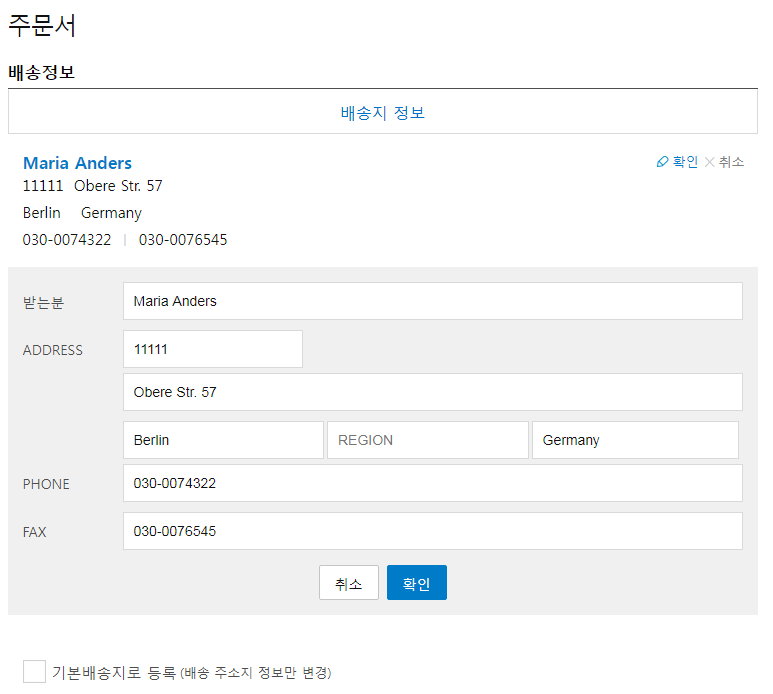 주문서
배송정보
배송지 정보
Maria Anders 확인 취소
11111 Obere Str. 57
Berlin Germany
030-0074322 | 030-0076545
받는분 Maria Anders
ADDRESS 11111
Obere Str. 57
Berlin REGION Germany
PHONE 030-0074322
FAX 030-0076545
취소 확인
기본배송지로 등록 (배송 주소지 정보만 변경)